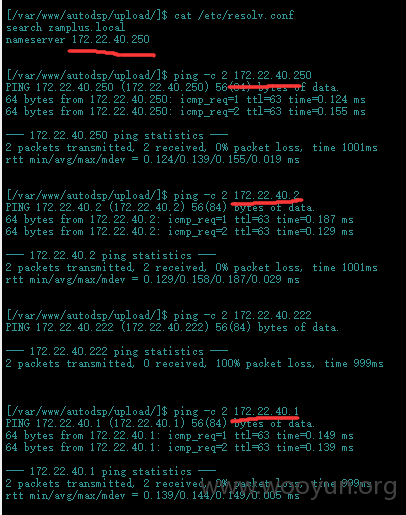 [/var/www/autodsp/upload/]$ cat /etc/resolv.conf
search zamplus.local
nameserver 172.22.40.250
[/var/www/autodsp/upload/]$ ping -c 2 172.22.40.250
PING 172.22.40.250 (172.22.40.250) 56(84) bytes of data.
64 bytes from 172.22.40.250: icmp_req=1 ttl=63 time=0.124 ms
64 bytes from 172.22.40.250: icmp_req=2 ttl=63 time=0.155 ms
--- 172.22.40.250 ping statistics ---
2 packets transmitted, 2 received, 0% packet loss, time 1001ms
rtt min/avg/max/mdev = 0.124/0.139/0.155/0.019 ms
[/var/www/autodsp/upload/]$ ping -c 2 172.22.40.2
PING 172.22.40.2 (172.22.40.2) 56(84) bytes of data.
64 bytes from 172.22.40.2: icmp_req=1 ttl=63 time=0.187 ms
64 bytes from 172.22.40.2: icmp_req=2 ttl=63 time=0.129 ms
--- 172.22.40.2 ping statistics ---
2 packets transmitted, 2 received, 0% packet loss, time 1001ms
rtt min/avg/max/mdev = 0.129/0.158/0.187/0.029 ms
[/var/www/autodsp/upload/]$ ping -c 2 172.22.40.222
PING 172.22.40.222 (172.22.40.222) 56(84) bytes of data.
--- 172.22.40.222 ping statistics ---
2 packets transmitted, 0 received, 100% packet loss, time 999ms
[/var/www/autodsp/upload/]$ ping -c 2 172.22.40.1
PING 172.22.40.1 (172.22.40.1) 56(84) bytes of data.
64 bytes from 172.22.40.1: icmp_req=1 ttl=63 time=0.149 ms
64 bytes from 172.22.40.1: icmp_req=2 ttl=63 time=0.139 ms
--- 172.22.40.1 ping statistics ---
2 packets transmitted, 2 received, 0% packet loss, time 999ms
rtt min/avg/max/mdev = 0.139/0.144/0.149/0.005 ms
www.wooyun.org